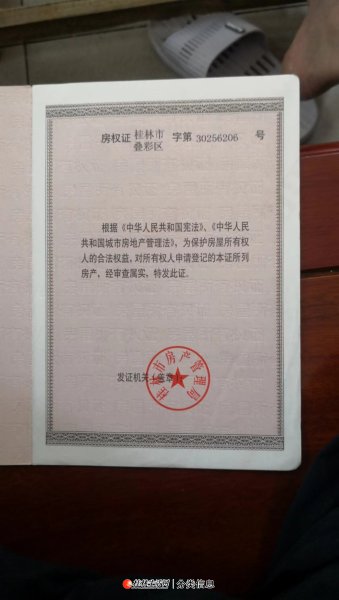 房权证 桂林市 字第 30256206 号
叠彩区
根据《中华人民共和国宪法》、《中华人民
共和国城市房地产管理法》,为保护房屋所有权
人的合法权益,对所有权人申请登记的本证所列
房产,经审查属实,特发此证。
发证机关(盖章)
桂林市房产管理局
桂林生活网 | 分类信息